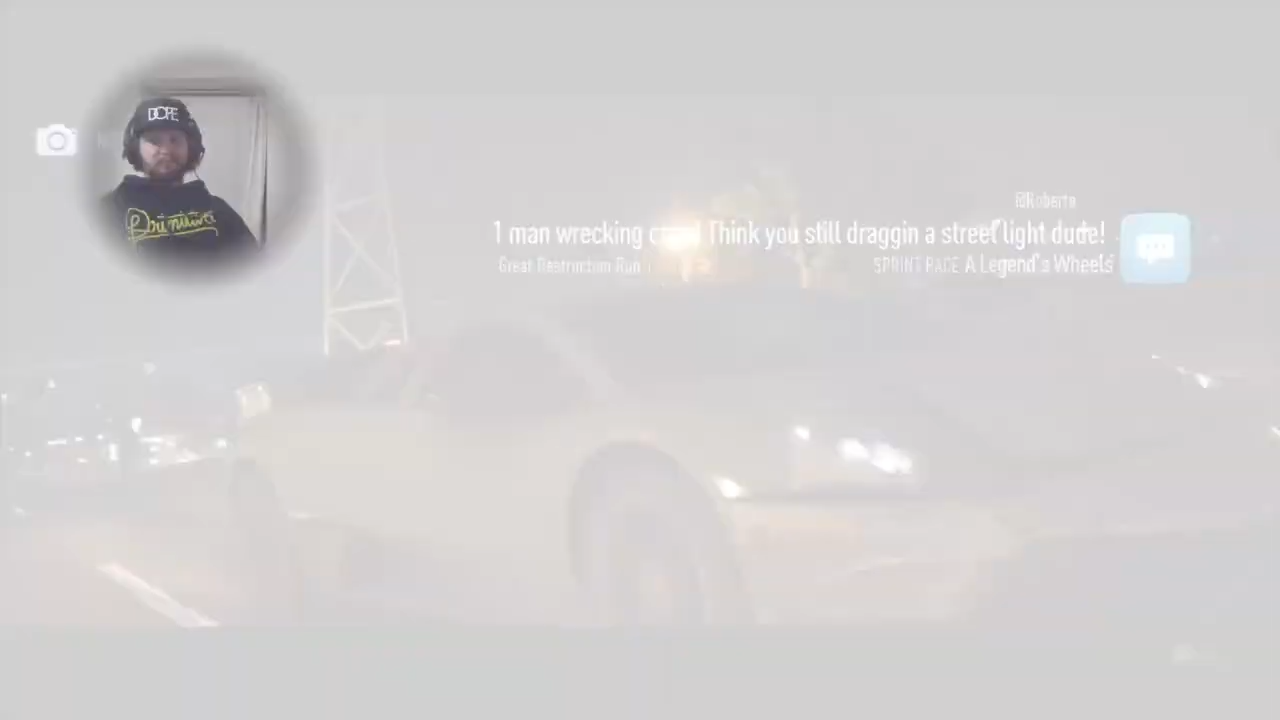 DOPE
@Roberto
1 man wrecking crew! Think you still draggin a street light dude!
Great Destruction Run
SPRINT RACE A Legend's Wheels